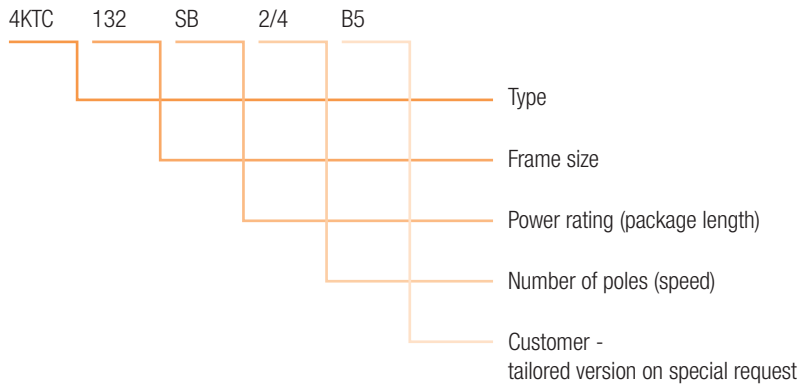 4KTC 132 SB 2/4 B5
Type
Frame size
Power rating (package length)
Number of poles (speed)
Customer -
tailored version on special request